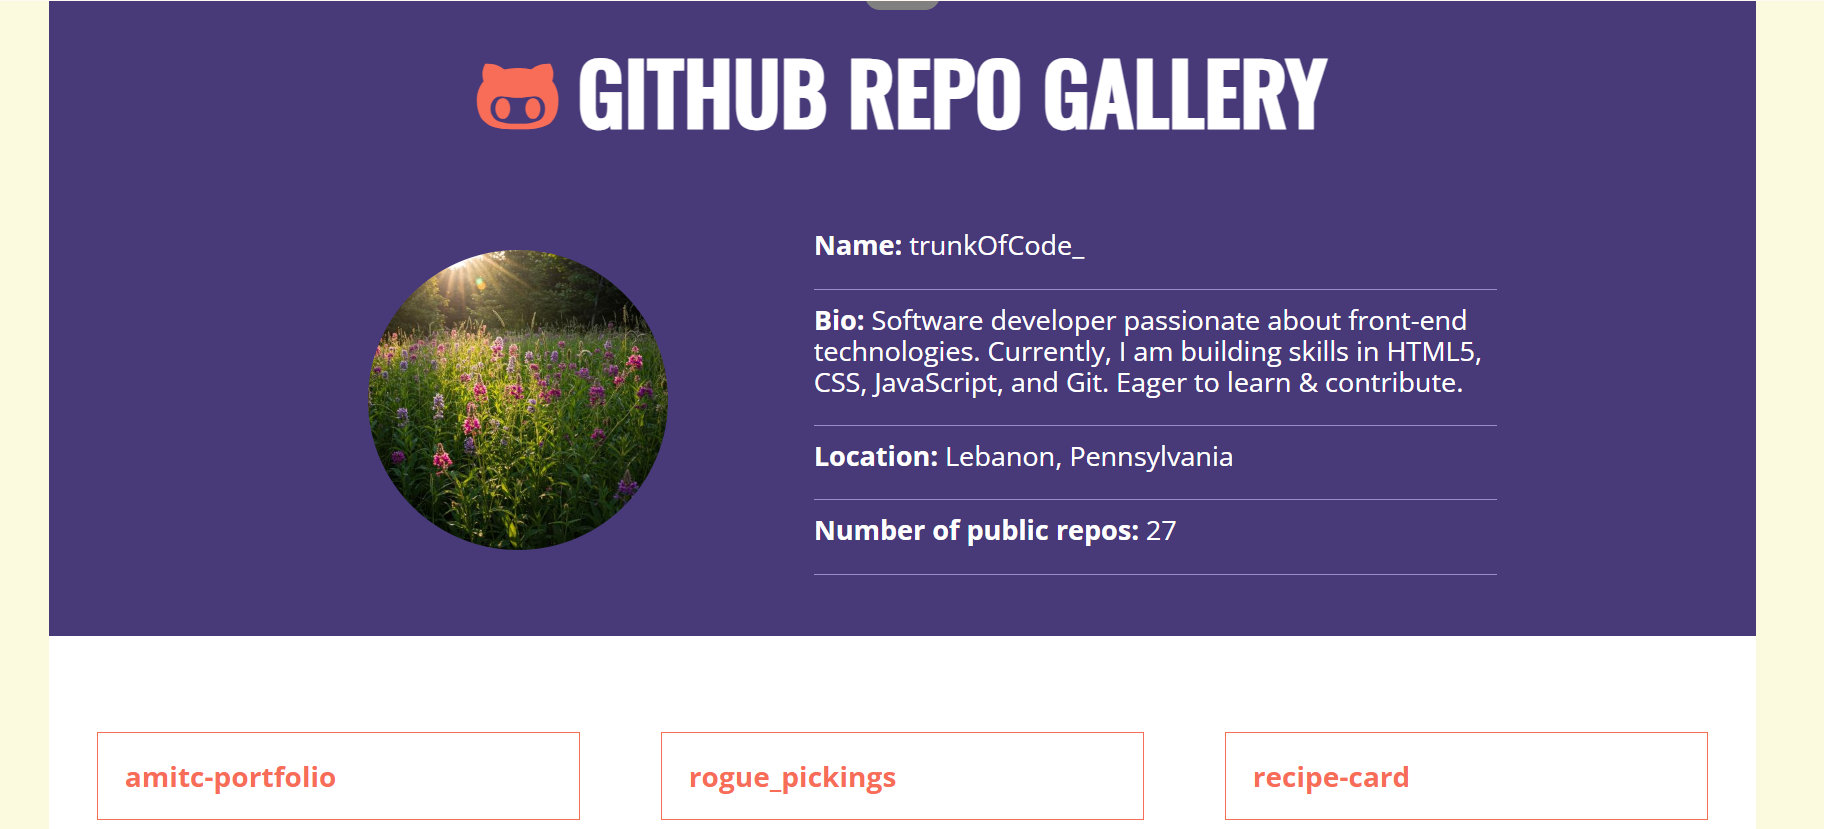 GITHUB REPO GALLERY
Name: trunkOfCode_
Bio: Software developer passionate about front-end
technologies. Currently, I am building skills in HTML5,
CSS, JavaScript, and Git. Eager to learn & contribute.
Location: Lebanon, Pennsylvania
Number of public repos: 27
amitc-portfolio
rogue_pickings
recipe-card